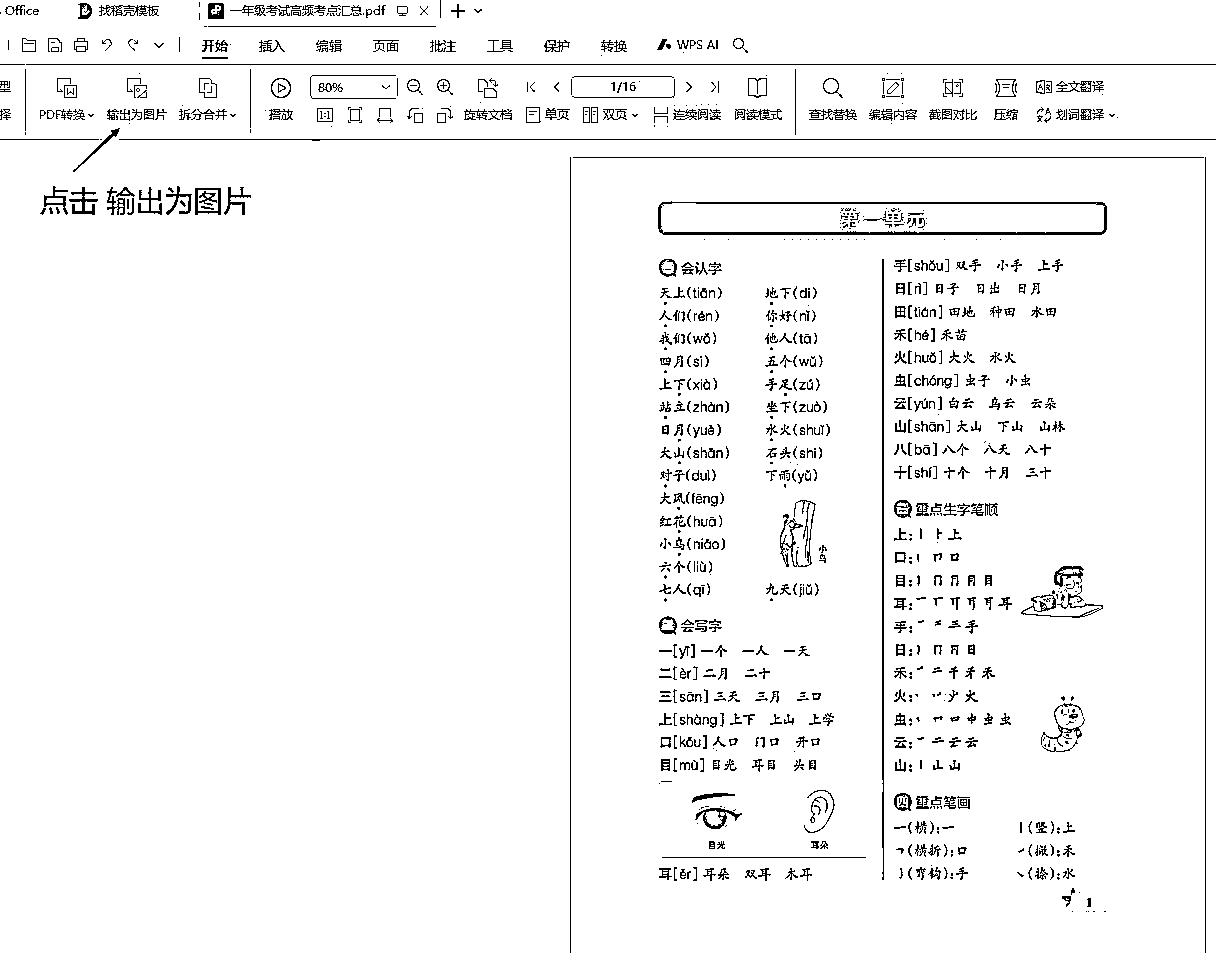 Office 找稻壳模板 一年级考试高频考点汇总.pdf
开始 插入 编辑 页面 批注 工具 保护 转换 WPS AI
型 80% 1/16 全文翻译
择 PDF转换 输出为图片 拆分合并 播放 1:1 旋转文档 单页 双页 连续阅读 阅读模式 查找替换 编辑内容 截图对比 压缩 划词翻译
点击 输出为图片
第一单元
一 会认字
天上(tiān) 地下(dì)
人们(rén) 你好(nǐ)
我们(wǒ) 他人(tā)
四月(sì) 五个(wǔ)
上下(xià) 手足(zú)
站立(zhàn) 坐下(zuò)
日月(yuè) 水火(shuǐ)
大山(shān) 石头(shí)
对子(duì) 下雨(yǔ)
大风(fēng)
红花(huā)
小鸟(niǎo)
小鸟
六个(liù)
七人(qī) 九天(jiǔ)
二 会写字
一[yī] 一个 一人 一天
二[èr] 二月 二十
三[sān] 三天 三月 三口
上[shàng] 上下 上山 上学
口[kǒu] 人口 门口 开口
目[mù] 目光 耳目 头目
目光 耳朵
耳[ěr] 耳朵 双耳 木耳
手[shǒu] 双手 小手 上手
日[rì] 日子 日出 日月
田[tián] 田地 种田 水田
禾[hé] 禾苗
火[huǒ] 大火 水火
虫[chóng] 虫子 小虫
云[yún] 白云 乌云 云朵
山[shān] 大山 下山 山林
八[bā] 八个 八天 八十
十[shí] 十个 十月 三十
三 重点生字笔顺
上:丨 ⺊ 上
口:丨 冂 口
目:丨 冂 月 目
耳:一 丅 耳
手:一 二 三 手
日:丨 冂 日
禾:一 二 千 禾 禾
火:丶 丷 少 火
虫:丶 口 口 中 虫 虫
云:一 二 云 云
山:丨 山 山
四 重点笔画
一(横):一 丨(竖):上
㇕(横折):口 ㇒(撇):禾
㇁(弯钩):手 ㇏(捺):水
1